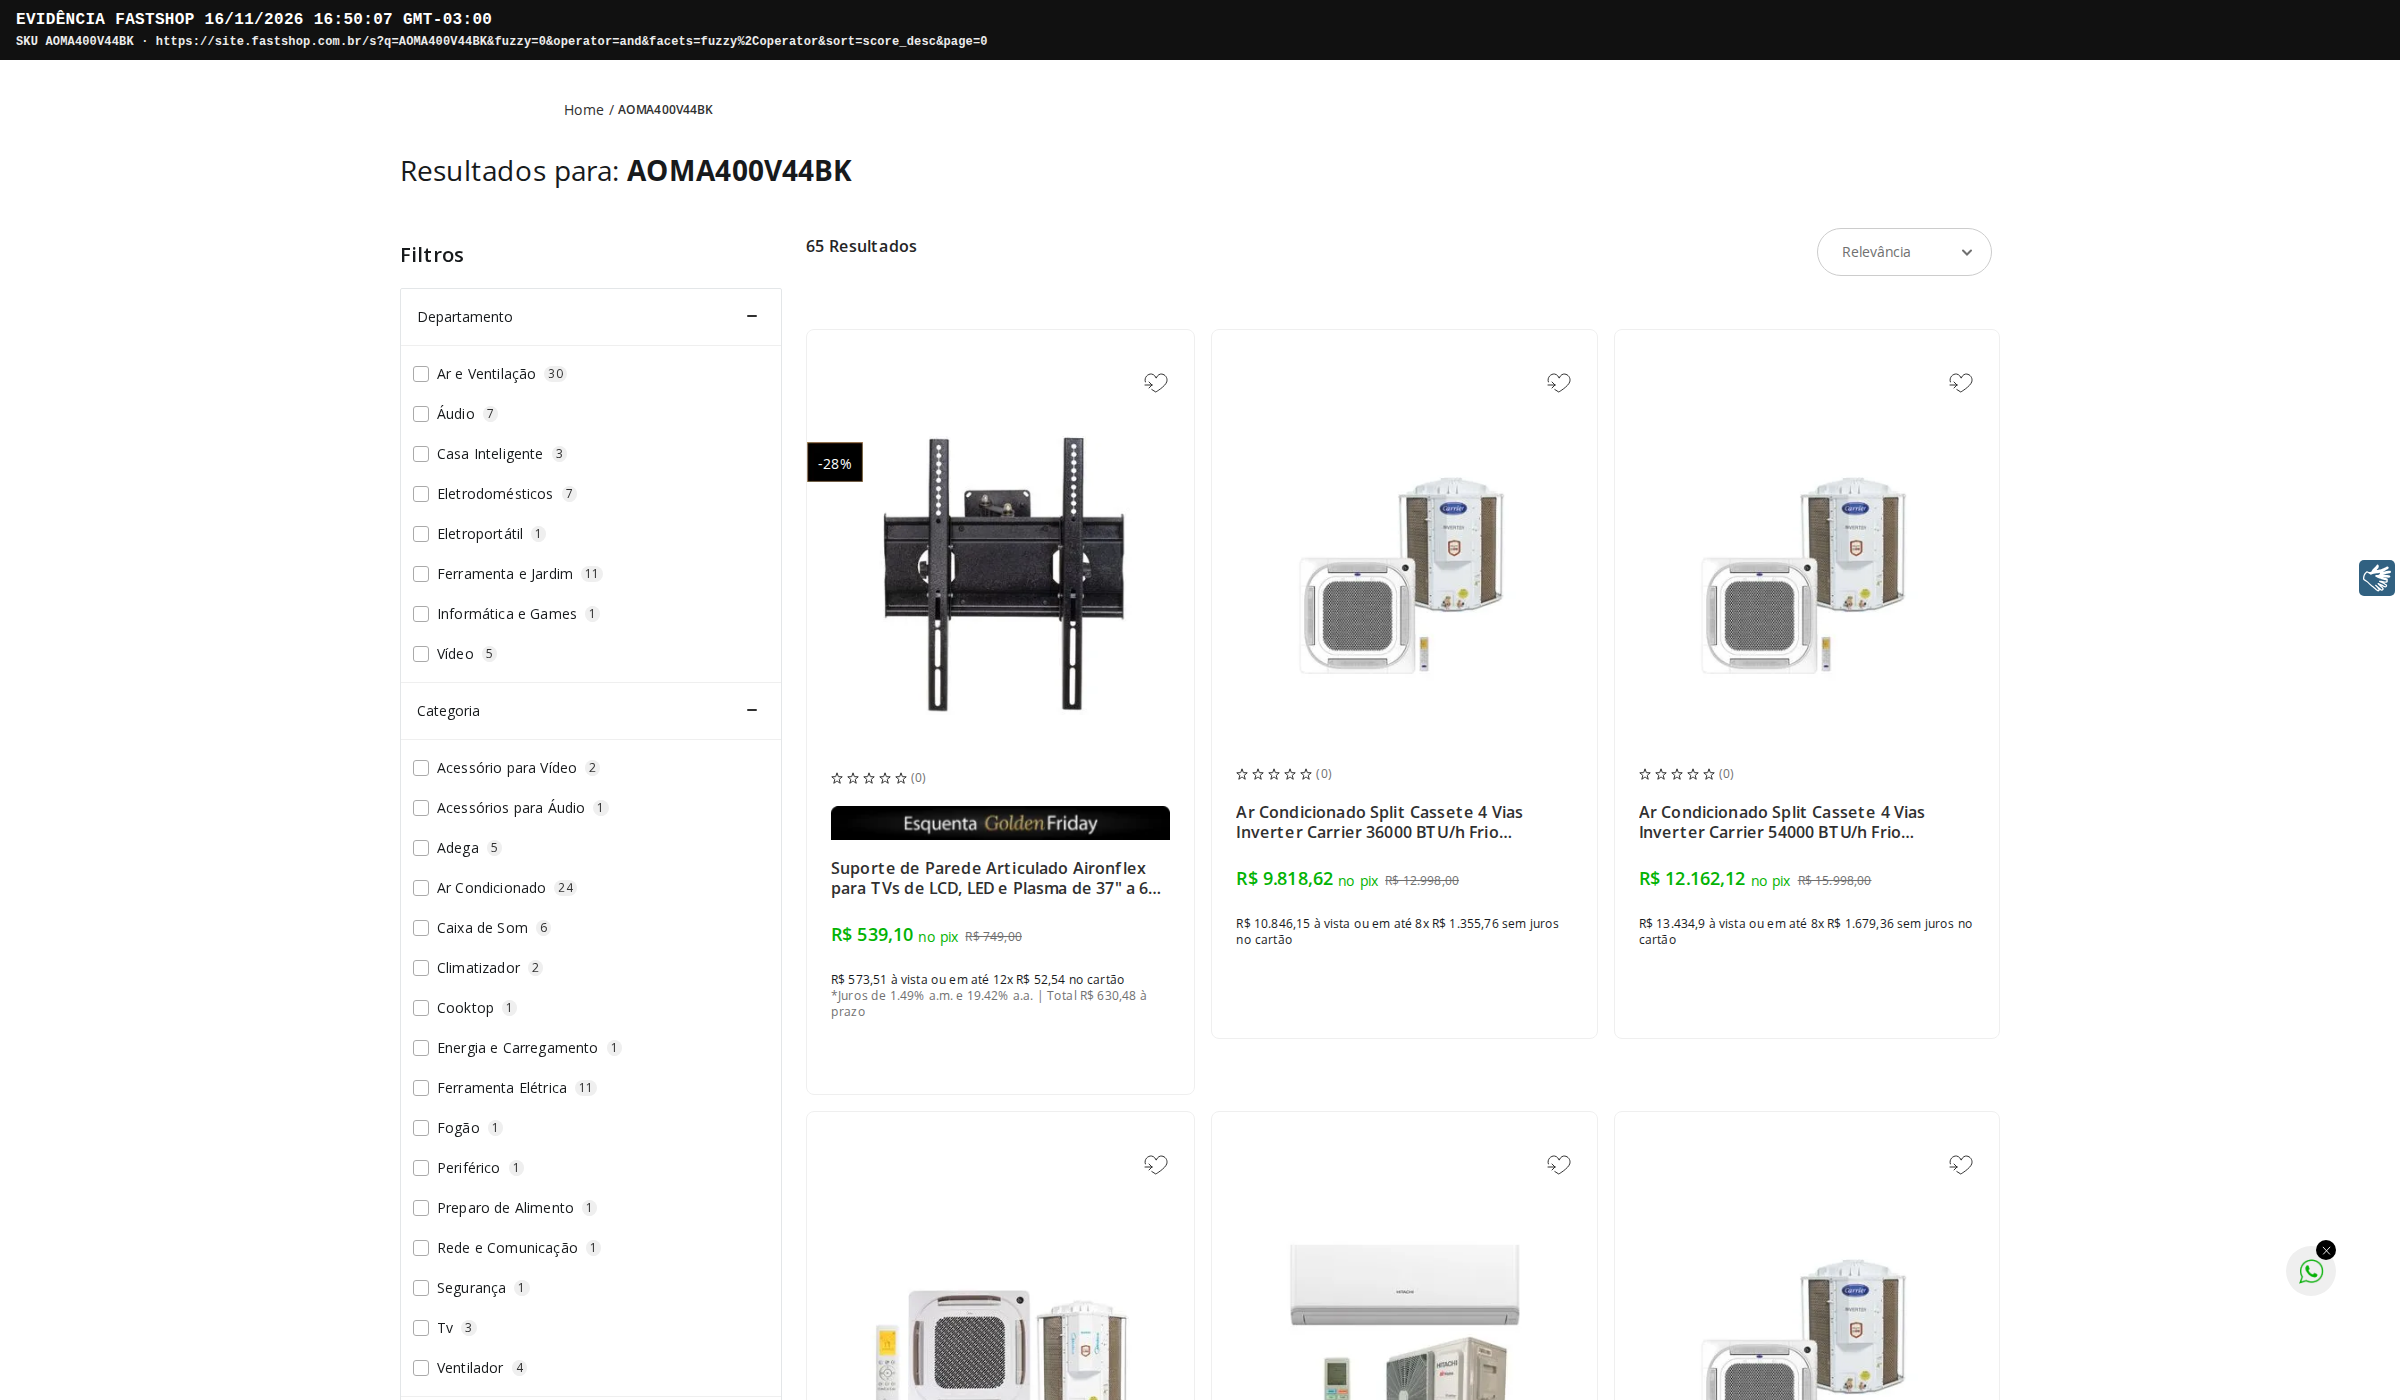 EVIDÊNCIA FASTSHOP 16/11/2026 16:50:07 GMT-03:00
SKU AOMA400V44BK · https://site.fastshop.com.br/s?q=AOMA400V44BK&fuzzy=0&operator=and&facets=fuzzy%2Coperator&sort=score_desc&page=0
Home / AOMA400V44BK
Resultados para: AOMA400V44BK
Filtros
65 Resultados
Relevância
Departamento
Ar e Ventilação 30
Áudio 7
Casa Inteligente 3
Eletrodomésticos 7
Eletroportátil 1
Ferramenta e Jardim 11
Informática e Games 1
Vídeo 5
Categoria
Acessório para Vídeo 2
Acessórios para Áudio 1
Adega 5
Ar Condicionado 24
Caixa de Som 6
Climatizador 2
Cooktop 1
Energia e Carregamento 1
Ferramenta Elétrica 11
Fogão 1
Periférico 1
Preparo de Alimento 1
Rede e Comunicação 1
Segurança 1
Tv 3
Ventilador 4
-28%
(0)
Esquenta Golden Friday
Suporte de Parede Articulado Aironflex
para TVs de LCD, LED e Plasma de 37" a 6...
R$ 539,10 no pix R$ 749,00
R$ 573,51 à vista ou em até 12x R$ 52,54 no cartão
*Juros de 1.49% a.m. e 19.42% a.a. | Total R$ 630,48 à
prazo
Carrier
INVERTER
(0)
Ar Condicionado Split Cassete 4 Vias
Inverter Carrier 36000 BTU/h Frio...
R$ 9.818,62 no pix R$ 12.998,00
R$ 10.846,15 à vista ou em até 8x R$ 1.355,76 sem juros
no cartão
Carrier
INVERTER
(0)
Ar Condicionado Split Cassete 4 Vias
Inverter Carrier 54000 BTU/h Frio...
R$ 12.162,12 no pix R$ 15.998,00
R$ 13.434,9 à vista ou em até 8x R$ 1.679,36 sem juros no
cartão
HITACHI
HITACHI
Carrier
INVERTER